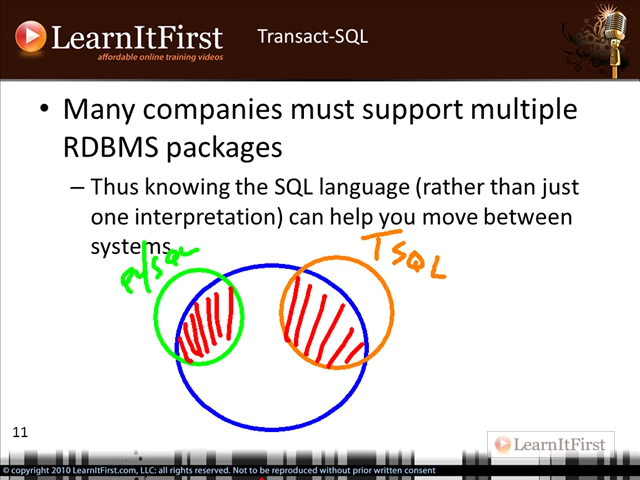 LearnItFirst
affordable online training videos
Transact-SQL
• Many companies must support multiple
RDBMS packages
– Thus knowing the SQL language (rather than just
one interpretation) can help you move between
systems.
PL/SQL
TSQL
11
LearnItFirst
© copyright 2010 LearnItFirst.com, LLC: all rights reserved. Not to be reproduced without prior written consent